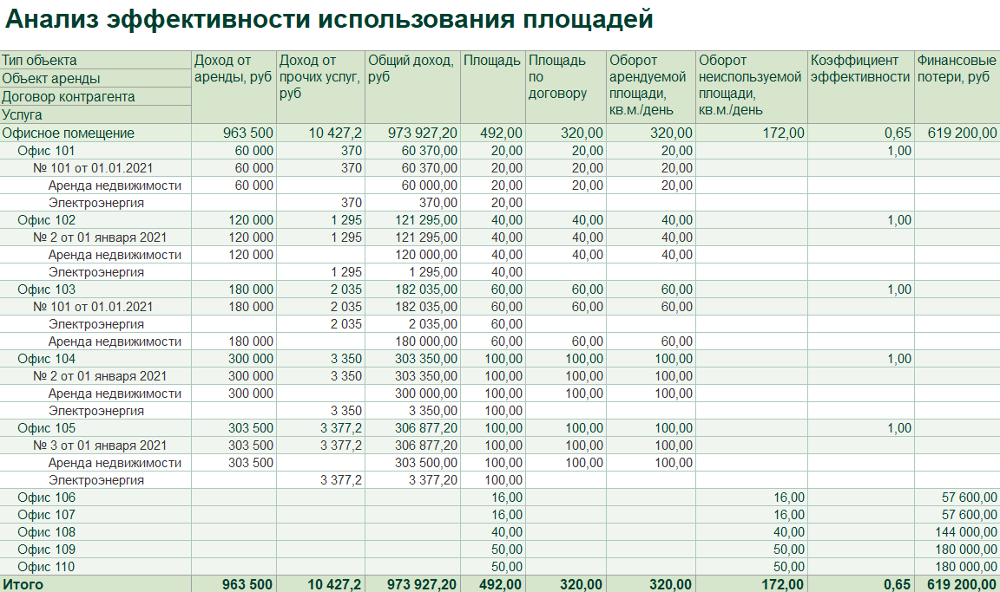 Анализ эффективности использования площадей
Тип объекта Доход от аренды, руб Доход от прочих услуг, руб Общий доход, руб Площадь Площадь по договору Оборот арендуемой площади, кв.м./день Оборот неиспользуемой площади, кв.м./день Коэффициент эффективности Финансовые потери, руб
Объект аренды
Договор контрагента
Услуга
Офисное помещение 963 500 10 427,2 973 927,20 492,00 320,00 320,00 172,00 0,65 619 200,00
Офис 101 60 000 370 60 370,00 20,00 20,00 20,00 1,00
№ 101 от 01.01.2021 60 000 370 60 370,00 20,00 20,00 20,00
Аренда недвижимости 60 000 60 000,00 20,00 20,00 20,00
Электроэнергия 370 370,00 20,00
Офис 102 120 000 1 295 121 295,00 40,00 40,00 40,00 1,00
№ 2 от 01 января 2021 120 000 1 295 121 295,00 40,00 40,00 40,00
Аренда недвижимости 120 000 120 000,00 40,00 40,00 40,00
Электроэнергия 1 295 1 295,00 40,00
Офис 103 180 000 2 035 182 035,00 60,00 60,00 60,00 1,00
№ 101 от 01.01.2021 180 000 2 035 182 035,00 60,00 60,00 60,00
Электроэнергия 2 035 2 035,00 60,00
Аренда недвижимости 180 000 180 000,00 60,00 60,00 60,00
Офис 104 300 000 3 350 303 350,00 100,00 100,00 100,00 1,00
№ 2 от 01 января 2021 300 000 3 350 303 350,00 100,00 100,00 100,00
Аренда недвижимости 300 000 300 000,00 100,00 100,00 100,00
Электроэнергия 3 350 3 350,00 100,00
Офис 105 303 500 3 377,2 306 877,20 100,00 100,00 100,00 1,00
№ 3 от 01 января 2021 303 500 3 377,2 306 877,20 100,00 100,00 100,00
Аренда недвижимости 303 500 303 500,00 100,00 100,00 100,00
Электроэнергия 3 377,2 3 377,20 100,00
Офис 106 16,00 16,00 57 600,00
Офис 107 16,00 16,00 57 600,00
Офис 108 40,00 40,00 144 000,00
Офис 109 50,00 50,00 180 000,00
Офис 110 50,00 50,00 180 000,00
Итого 963 500 10 427,2 973 927,20 492,00 320,00 320,00 172,00 0,65 619 200,00